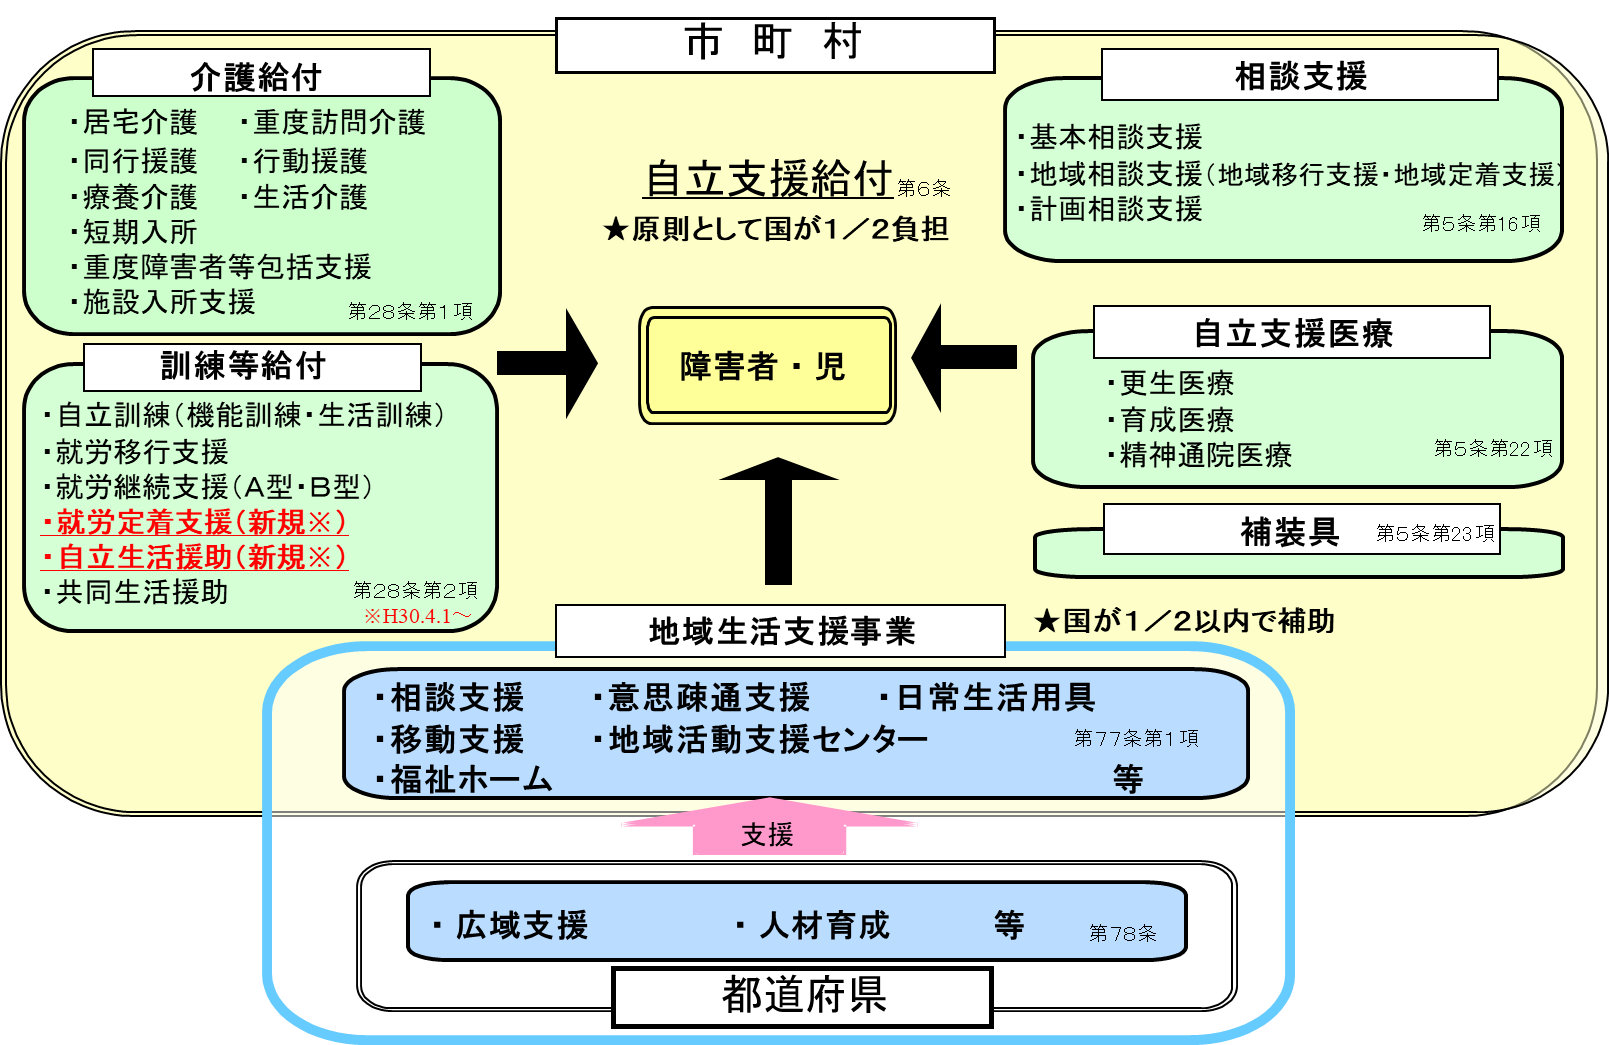 市 町 村
介護給付
・居宅介護 ・重度訪問介護
・同行援護 ・行動援護
・療養介護 ・生活介護
・短期入所
・重度障害者等包括支援
・施設入所支援
第28条第1項
訓練等給付
・自立訓練（機能訓練・生活訓練）
・就労移行支援
・就労継続支援（A型・B型）
・就労定着支援（新規※）
・自立生活援助（新規※）
・共同生活援助
第28条第2項
※H30.4.1～
自立支援給付 第6条
★原則として国が1／2負担
障害者・児
相談支援
・基本相談支援
・地域相談支援（地域移行支援・地域定着支援）
・計画相談支援
第5条第16項
自立支援医療
・更生医療
・育成医療
・精神通院医療
第5条第22項
補装具 第5条第23項
★国が1／2以内で補助
地域生活支援事業
・相談支援 ・意思疎通支援 ・日常生活用具
・移動支援 ・地域活動支援センター 第77条第1項
・福祉ホーム 等
支援
・広域支援 ・人材育成 等 第78条
都道府県